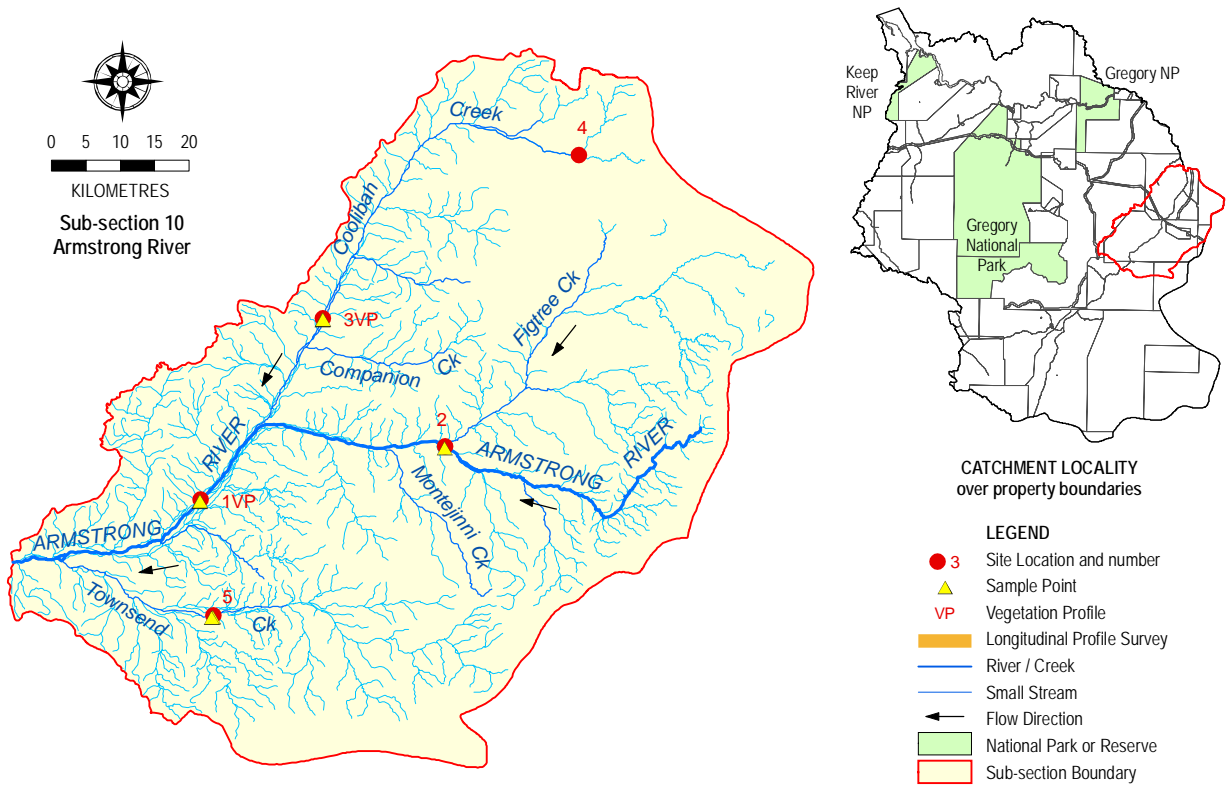 0 5 10 15 20
KILOMETRES
Sub-section 10
Armstrong River
Creek
4
Coolibah
Figtree Ck
3VP
Companion Ck
2
RIVER
ARMSTRONG RIVER
1VP
Montejinni Ck
ARMSTRONG
5
Townsend Ck
Keep
River
NP
Gregory NP
Gregory
National
Park
CATCHMENT LOCALITY
over property boundaries
LEGEND
3 Site Location and number
Sample Point
VP Vegetation Profile
Longitudinal Profile Survey
River / Creek
Small Stream
Flow Direction
National Park or Reserve
Sub-section Boundary